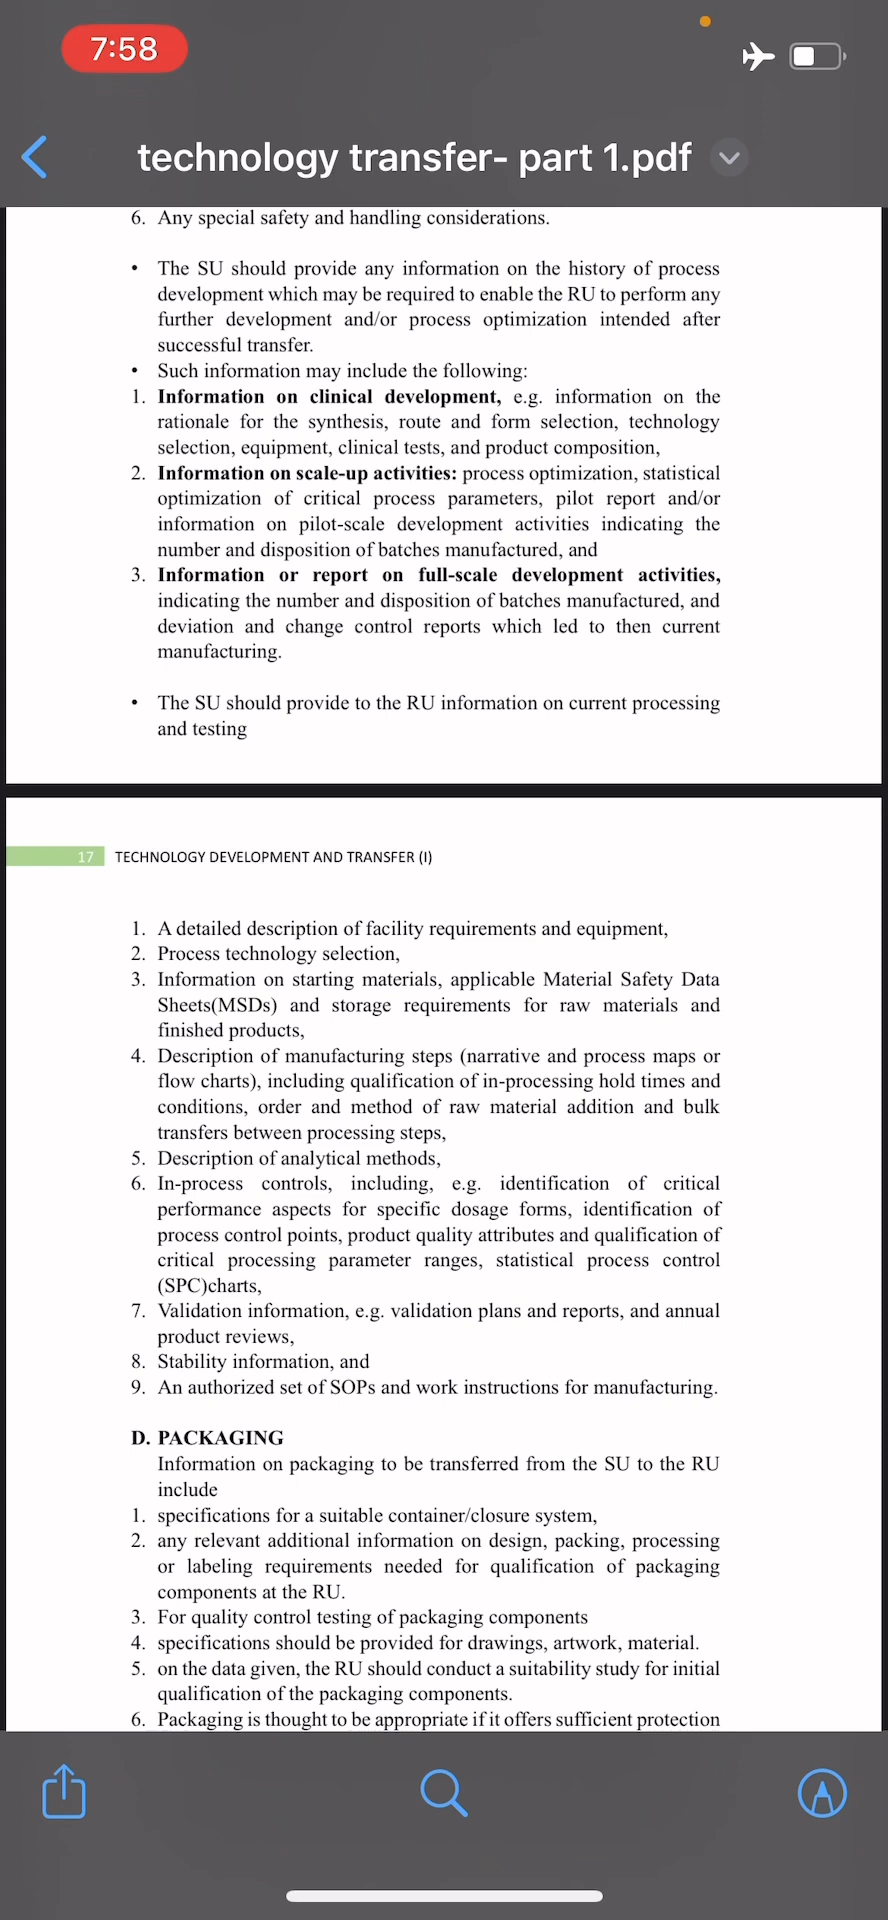 7:58
technology transfer- part 1.pdf
6. Any special safety and handling considerations.
• The SU should provide any information on the history of process
development which may be required to enable the RU to perform any
further development and/or process optimization intended after
successful transfer.
• Such information may include the following:
1. Information on clinical development, e.g. information on the
rationale for the synthesis, route and form selection, technology
selection, equipment, clinical tests, and product composition,
2. Information on scale-up activities: process optimization, statistical
optimization of critical process parameters, pilot report and/or
information on pilot-scale development activities indicating the
number and disposition of batches manufactured, and
3. Information or report on full-scale development activities,
indicating the number and disposition of batches manufactured, and
deviation and change control reports which led to then current
manufacturing.
• The SU should provide to the RU information on current processing
and testing
17 TECHNOLOGY DEVELOPMENT AND TRANSFER (I)
1. A detailed description of facility requirements and equipment,
2. Process technology selection,
3. Information on starting materials, applicable Material Safety Data
Sheets(MSDs) and storage requirements for raw materials and
finished products,
4. Description of manufacturing steps (narrative and process maps or
flow charts), including qualification of in-processing hold times and
conditions, order and method of raw material addition and bulk
transfers between processing steps,
5. Description of analytical methods,
6. In-process controls, including, e.g. identification of critical
performance aspects for specific dosage forms, identification of
process control points, product quality attributes and qualification of
critical processing parameter ranges, statistical process control
(SPC)charts,
7. Validation information, e.g. validation plans and reports, and annual
product reviews,
8. Stability information, and
9. An authorized set of SOPs and work instructions for manufacturing.
D. PACKAGING
Information on packaging to be transferred from the SU to the RU
include
1. specifications for a suitable container/closure system,
2. any relevant additional information on design, packing, processing
or labeling requirements needed for qualification of packaging
components at the RU.
3. For quality control testing of packaging components
4. specifications should be provided for drawings, artwork, material.
5. on the data given, the RU should conduct a suitability study for initial
qualification of the packaging components.
6. Packaging is thought to be appropriate if it offers sufficient protection